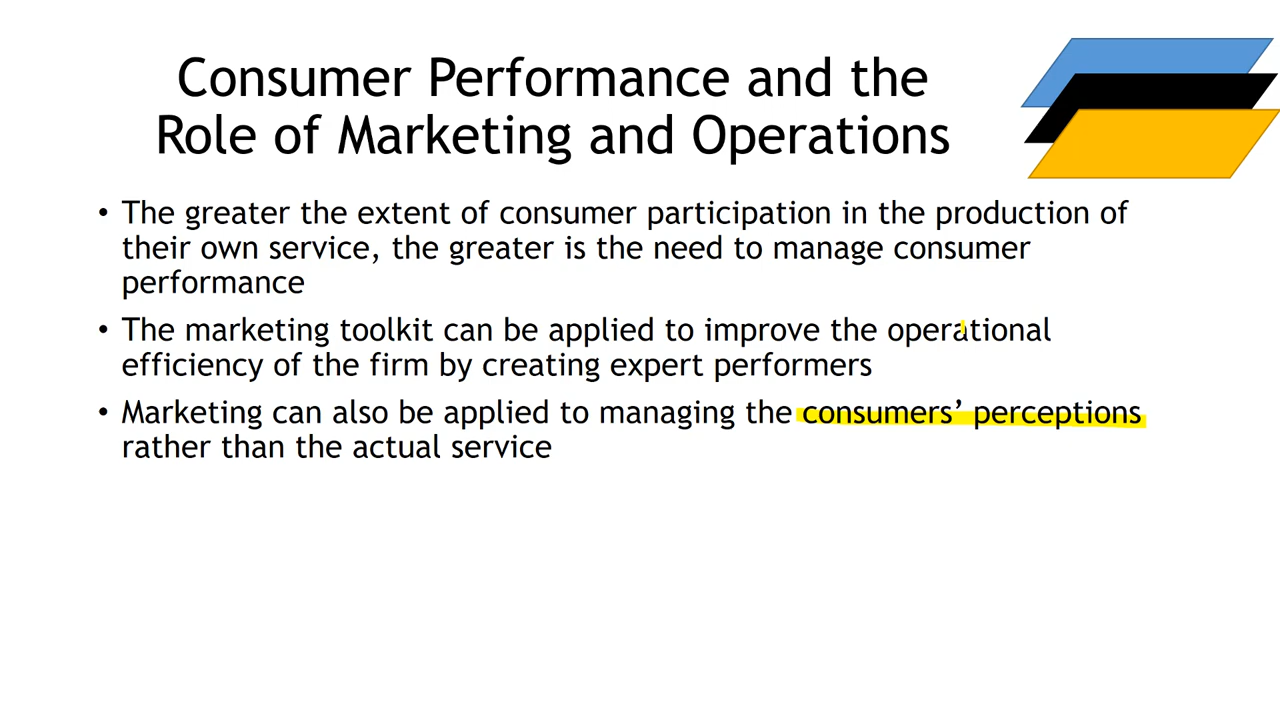 Consumer Performance and the
Role of Marketing and Operations
• The greater the extent of consumer participation in the production of
their own service, the greater is the need to manage consumer
performance
• The marketing toolkit can be applied to improve the operational
efficiency of the firm by creating expert performers
• Marketing can also be applied to managing the consumers’ perceptions
rather than the actual service